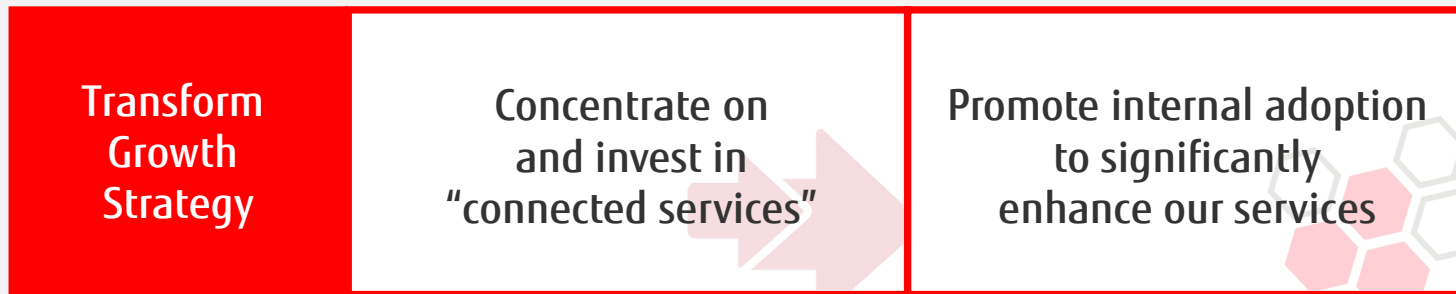 Transform
Growth
Strategy
Concentrate on
and invest in
“connected services”
Promote internal adoption
to significantly
enhance our services